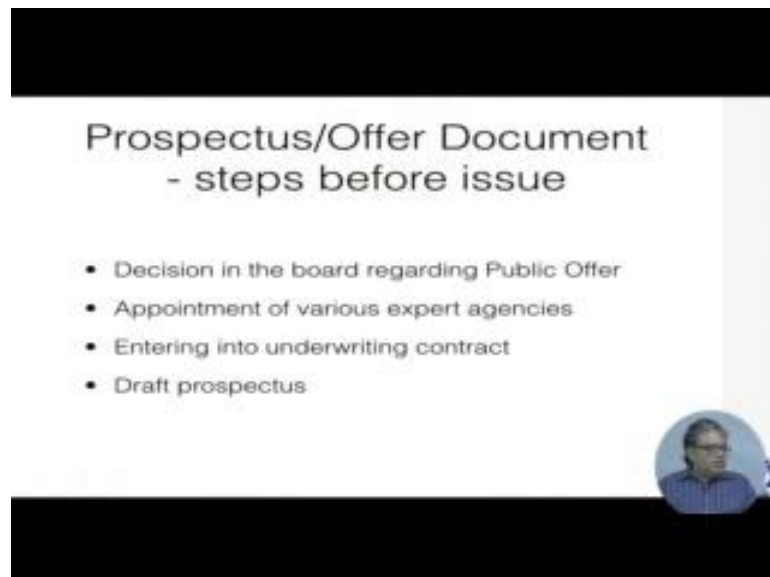 Prospectus/Offer Document
- steps before issue
• Decision in the board regarding Public Offer
• Appointment of various expert agencies
• Entering into underwriting contract
• Draft prospectus